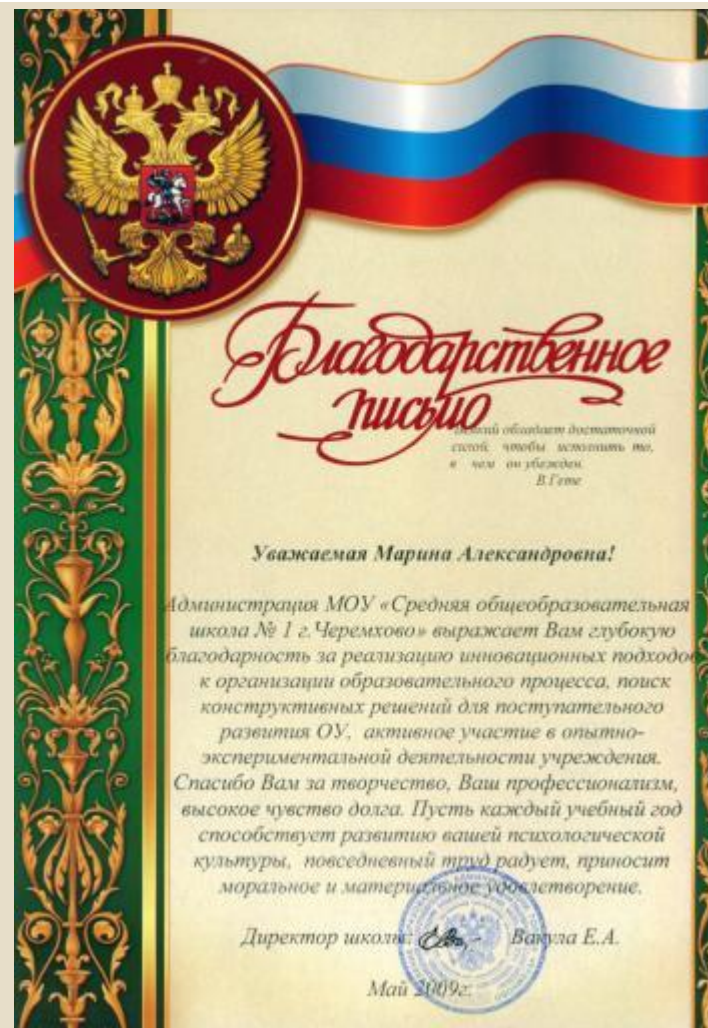 Благодарственное
письмо
обладает достаточной
силой, чтобы исполнить то,
в чем он убежден.
В.Гете
Уважаемая Марина Александровна!
Администрация МОУ «Средняя общеобразовательная
школа № 1 г.Черемхово» выражает Вам глубокую
благодарность за реализацию инновационных подходов
к организации образовательного процесса, поиск
конструктивных решений для поступательного
развития ОУ, активное участие в опытно-
экспериментальной деятельности учреждения.
Спасибо Вам за творчество, Ваш профессионализм,
высокое чувство долга. Пусть каждый учебный год
способствует развитию вашей психологической
культуры, повседневный труд радует, приносит
моральное и материальное удовлетворение.
Директор школы: Вакула Е.А.
Май 2009г.